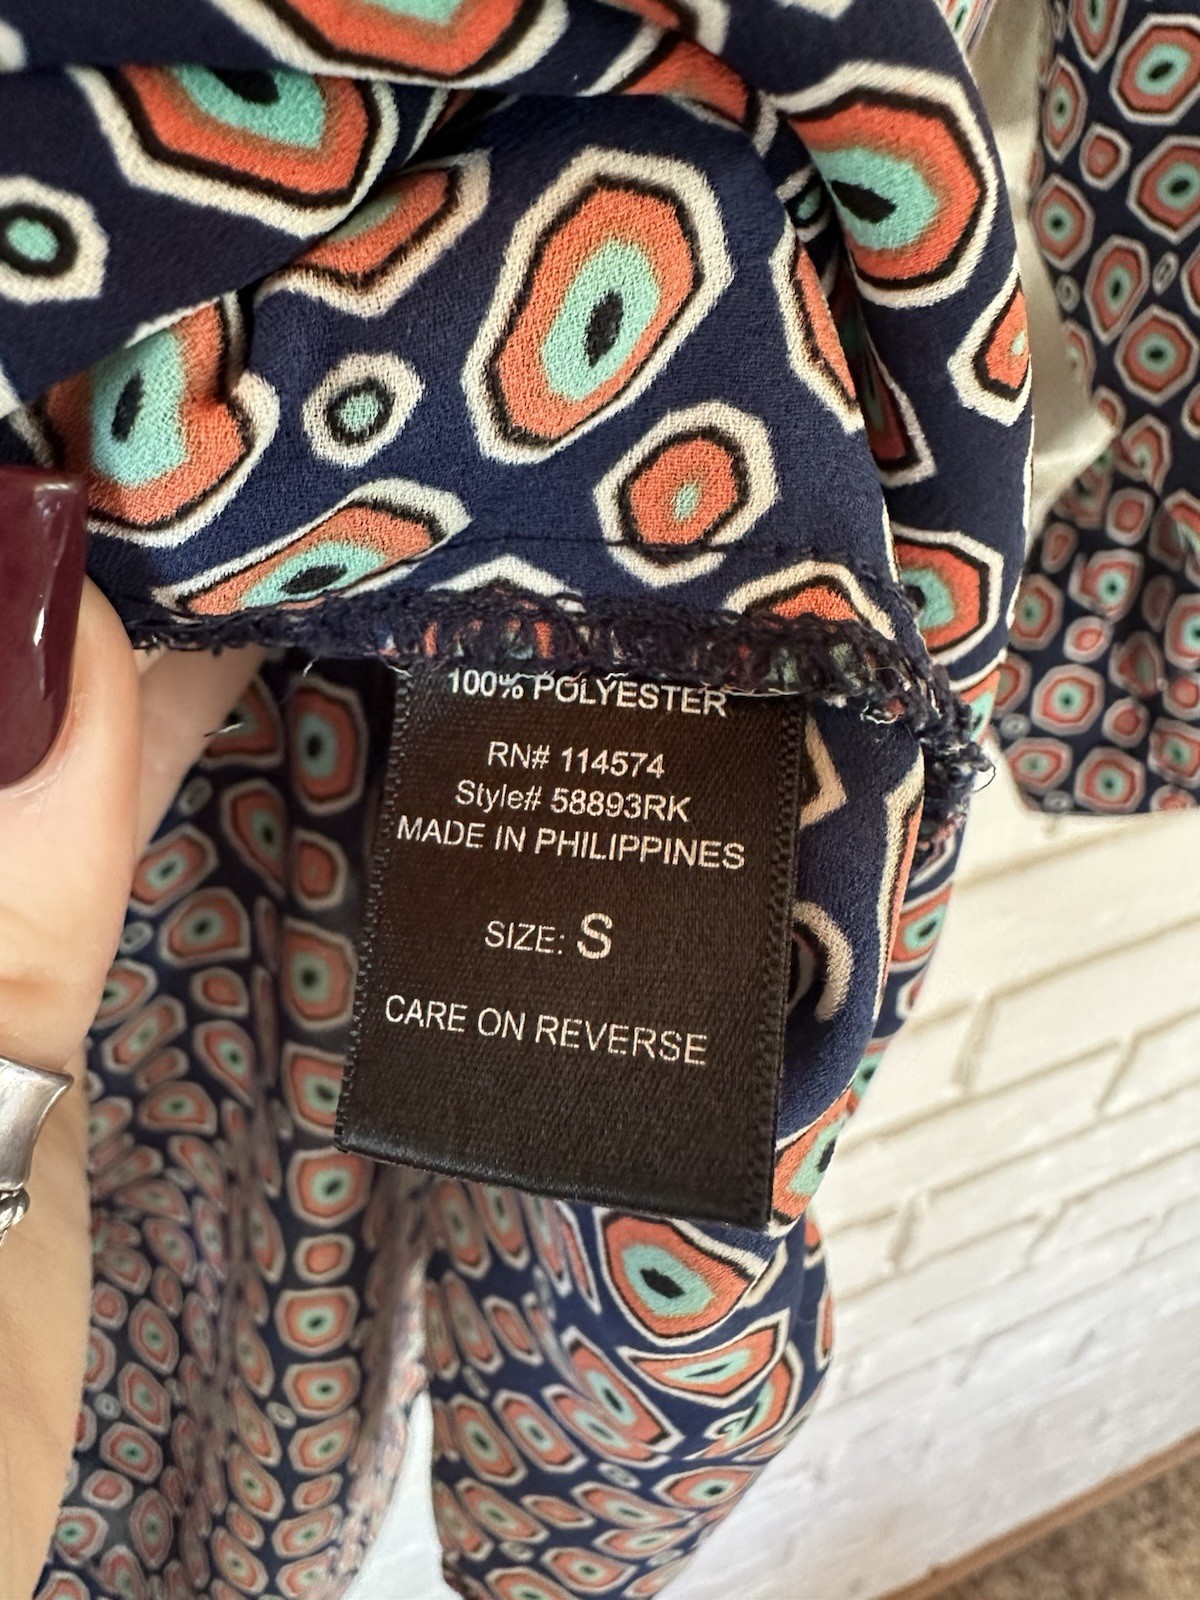 100% POLYESTER
RN# 114574
Style# 58893RK
MADE IN PHILIPPINES
SIZE: S
CARE ON REVERSE